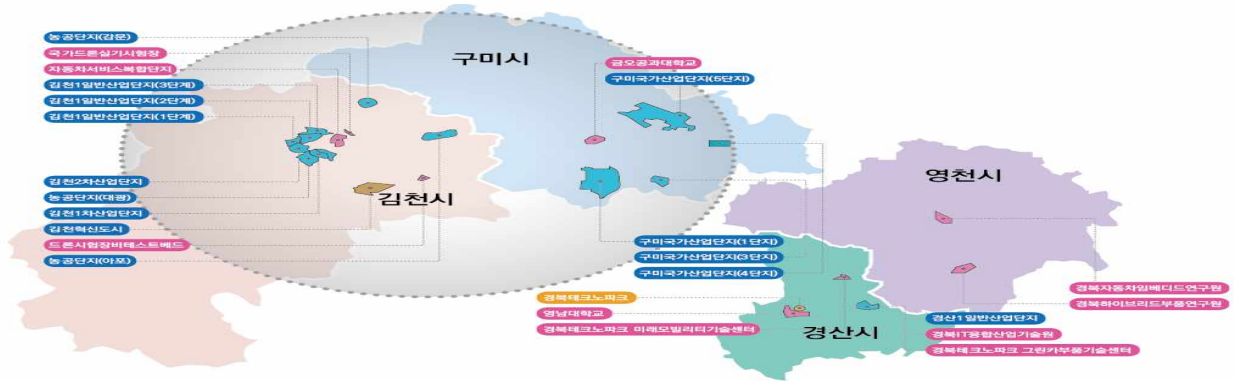 농공단지(감문)
국가드론실기시험장
자동차서비스복합단지
김천1일반산업단지(3단계)
김천1일반산업단지(2단계)
김천1일반산업단지(1단계)
김천2차산업단지
농공단지(대광)
김천1차산업단지
김천혁신도시
드론시험장비테스트베드
농공단지(아포)
구미시
김천시
금오공과대학교
구미국가산업단지(5단지)
구미국가산업단지(1단지)
구미국가산업단지(3단지)
구미국가산업단지(4단지)
영천시
경북자동차임베디드연구원
경북하이브리드부품연구원
경북테크노파크
영남대학교
경북테크노파크 미래모빌리티기술센터
경산시
경산1일반산업단지
경북IT융합산업기술원
경북테크노파크 그린카부품기술센터